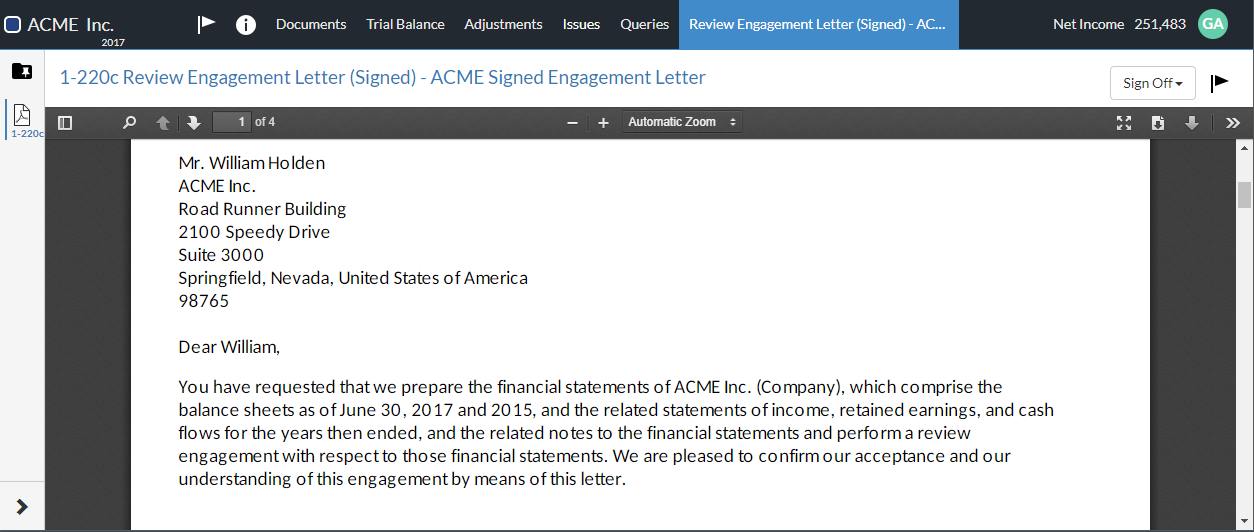 ACME Inc.
2017
Documents
Trial Balance
Adjustments
Issues
Queries
Review Engagement Letter (Signed) - AC...
Net Income 251,483
GA
1-220c Review Engagement Letter (Signed) - ACME Signed Engagement Letter
Sign Off
1-220c
1 of 4
Automatic Zoom
Mr. William Holden
ACME Inc.
Road Runner Building
2100 Speedy Drive
Suite 3000
Springfield, Nevada, United States of America
98765
Dear William,
You have requested that we prepare the financial statements of ACME Inc. (Company), which comprise the
balance sheets as of June 30, 2017 and 2015, and the related statements of income, retained earnings, and cash
flows for the years then ended, and the related notes to the financial statements and perform a review
engagement with respect to those financial statements. We are pleased to confirm our acceptance and our
understanding of this engagement by means of this letter.